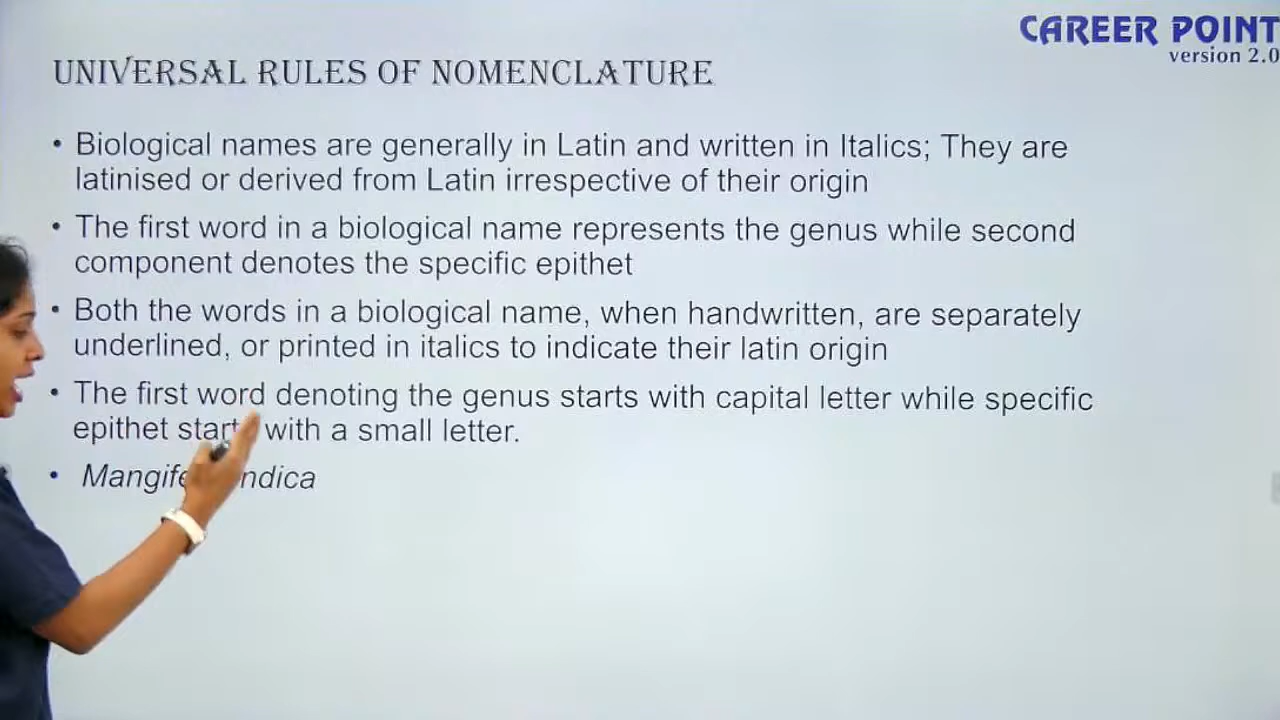 CAREER POINT
version 2.0
UNIVERSAL RULES OF NOMENCLATURE
• Biological names are generally in Latin and written in Italics; They are
latinised or derived from Latin irrespective of their origin
• The first word in a biological name represents the genus while second
component denotes the specific epithet
• Both the words in a biological name, when handwritten, are separately
underlined, or printed in italics to indicate their latin origin
• The first word denoting the genus starts with capital letter while specific
epithet with a small letter.
•